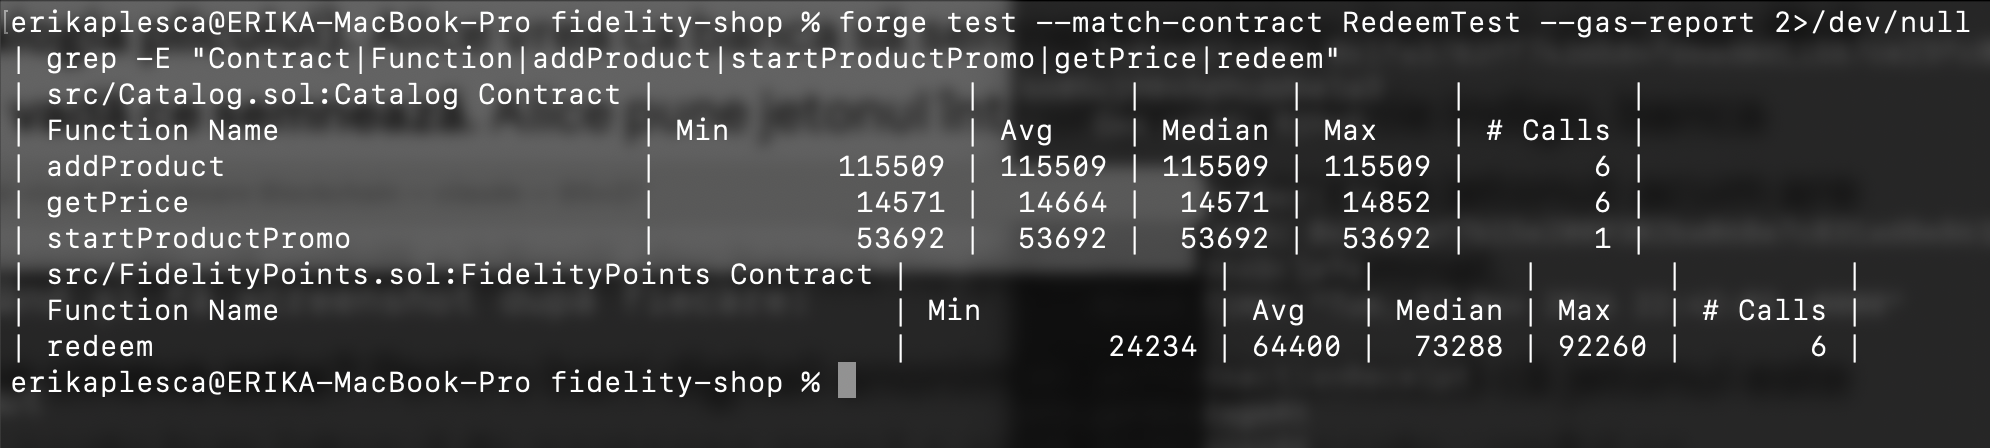 erikaplesca@ERIKA-MacBook-Pro fidelity-shop % forge test --match-contract RedeemTest --gas-report 2>/dev/null
| grep -E "Contract|Function|addProduct|startProductPromo|getPrice|redeem"
| src/Catalog.sol:Catalog Contract | | | | | |
| Function Name | Min | Avg | Median | Max | # Calls |
| addProduct | 115509 | 115509 | 115509 | 115509 | 6 |
| getPrice | 14571 | 14664 | 14571 | 14852 | 6 |
| startProductPromo | 53692 | 53692 | 53692 | 53692 | 1 |
| src/FidelityPoints.sol:FidelityPoints Contract | | | | | |
| Function Name | Min | Avg | Median | Max | # Calls |
| redeem | 24234 | 64400 | 73288 | 92260 | 6 |
erikaplesca@ERIKA-MacBook-Pro fidelity-shop %